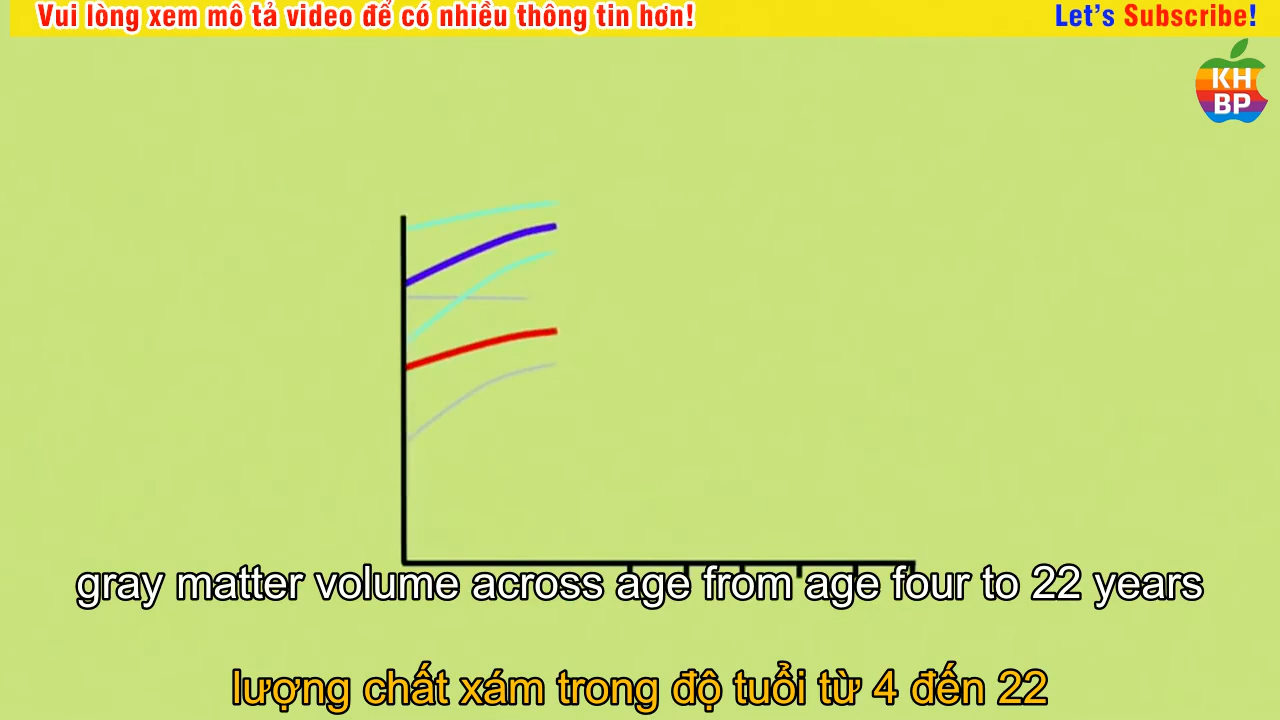 Vui lòng xem mô tả video để có nhiều thông tin hơn!
Let's Subscribe!
KH
BP
gray matter volume across age from age four to 22 years
lượng chất xám trong độ tuổi từ 4 đến 22